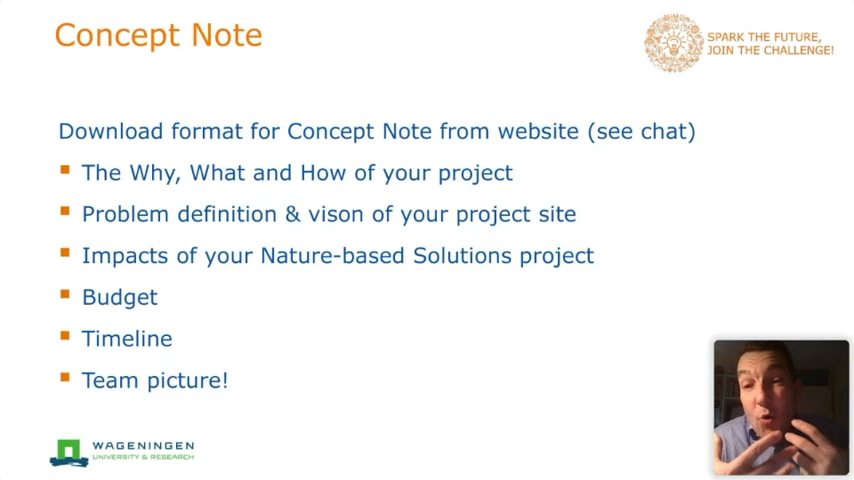 Concept Note
SPARK THE FUTURE,
JOIN THE CHALLENGE!
Download format for Concept Note from website (see chat)
The Why, What and How of your project
Problem definition & vison of your project site
Impacts of your Nature-based Solutions project
Budget
Timeline
Team picture!
WAGENINGEN
UNIVERSITY & RESEARCH